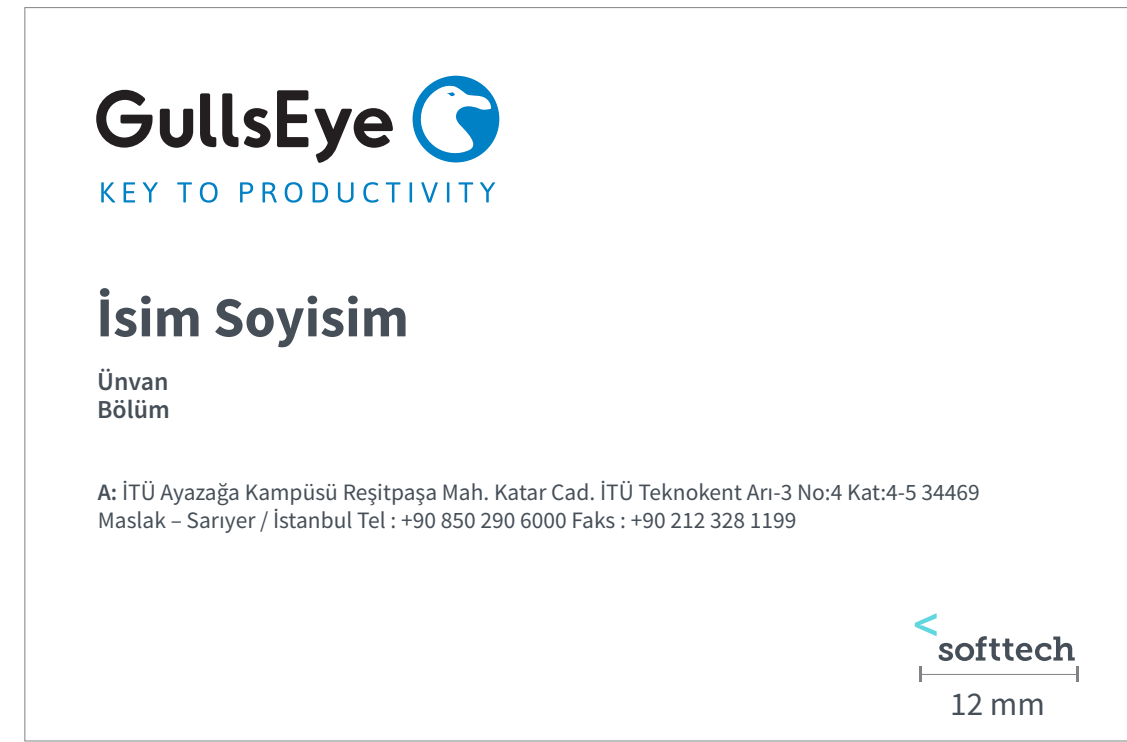 GullsEye
KEY TO PRODUCTIVITY
İsim Soyisim
Ünvan
Bölüm
A: İTÜ Ayazağa Kampüsü Reşitpaşa Mah. Katar Cad. İTÜ Teknokent Arı-3 No:4 Kat:4-5 34469
Maslak – Sarıyer / İstanbul Tel : +90 850 290 6000 Faks : +90 212 328 1199
softtech
12 mm